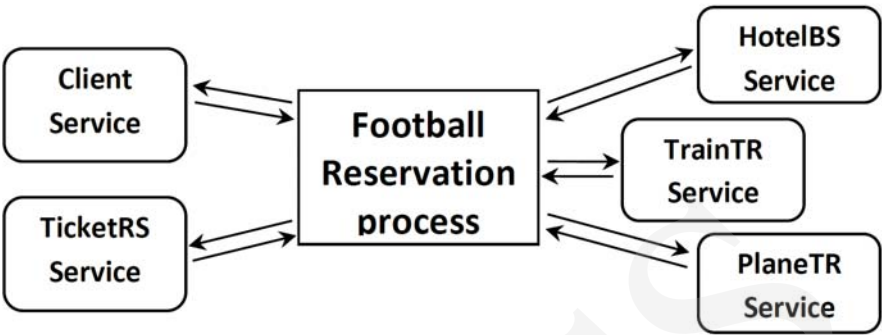 Client
Service
TicketRS
Service
Football
Reservation
process
HotelBS
Service
TrainTR
Service
PlaneTR
Service